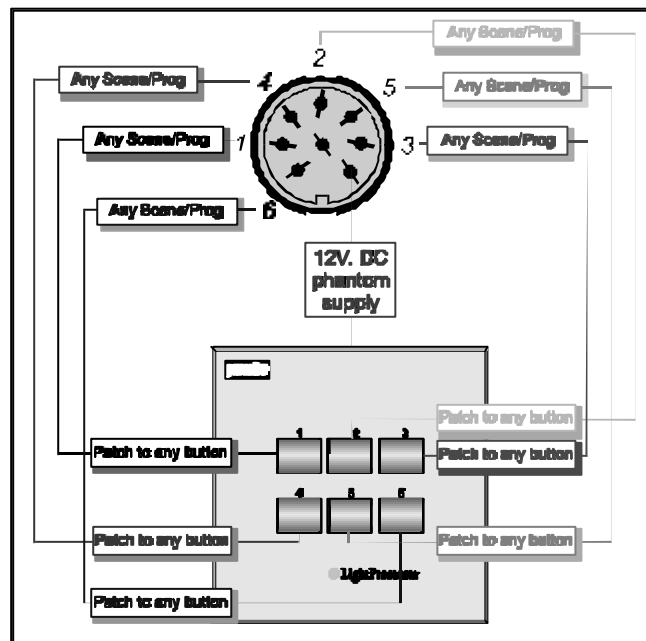 2
Any Scene/Prog
Any Scene/Prog
4
5
Any Scene/Prog
Any Scene/Prog
1
3
Any Scene/Prog
Any Scene/Prog
6
12V. DC
phantom
supply
Patch to any button
1
2
3
Patch to any button
Patch to any button
4
5
6
Patch to any button
Patch to any button
LightProcessor
Patch to any button